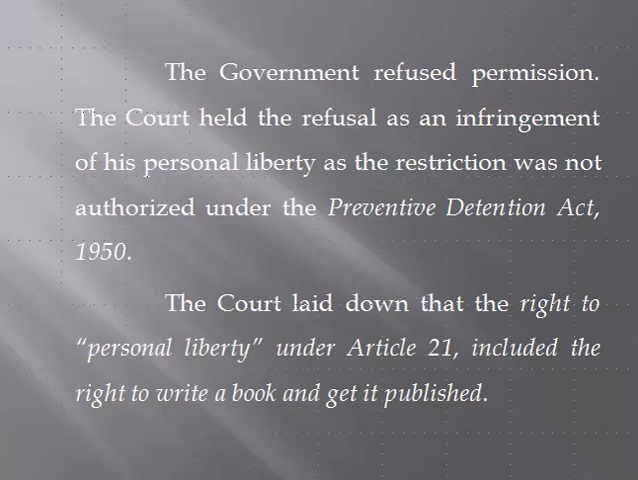 The Government refused permission.
The Court held the refusal as an infringement
of his personal liberty as the restriction was not
authorized under the Preventive Detention Act,
1950.
The Court laid down that the right to
“personal liberty” under Article 21, included the
right to write a book and get it published.